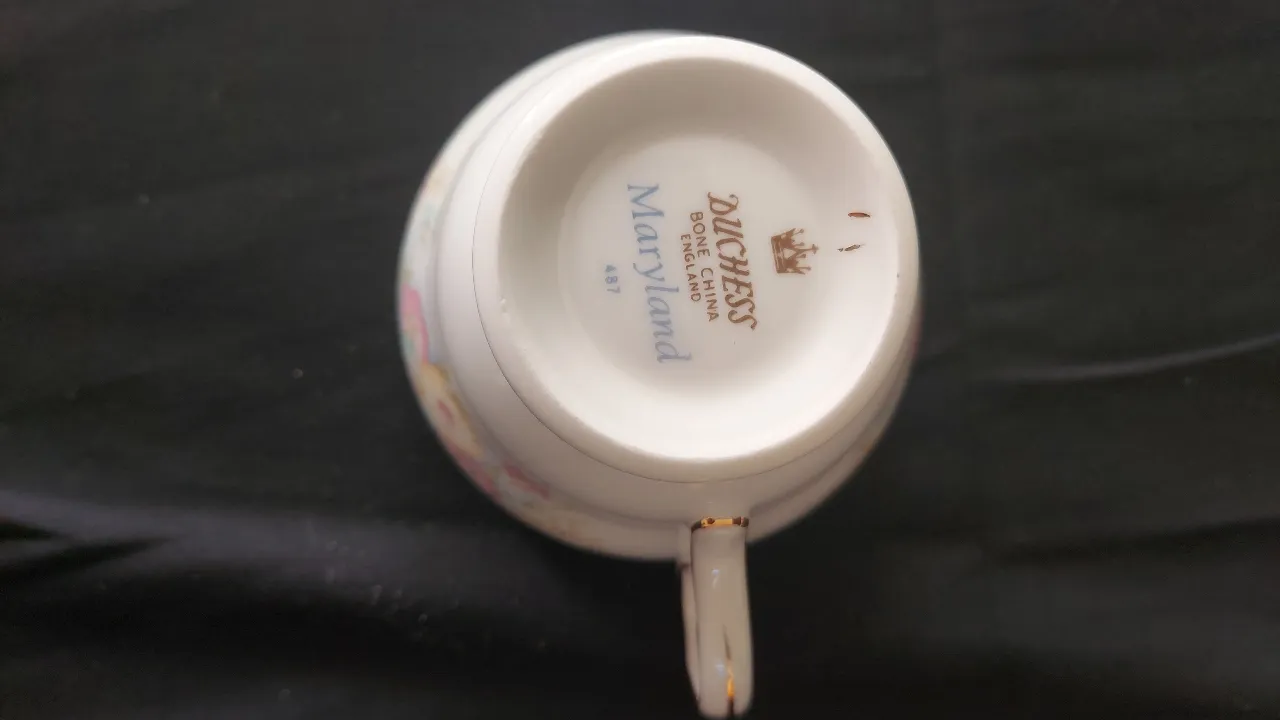 DUCHESS
BONE CHINA
ENGLAND
Maryland
487